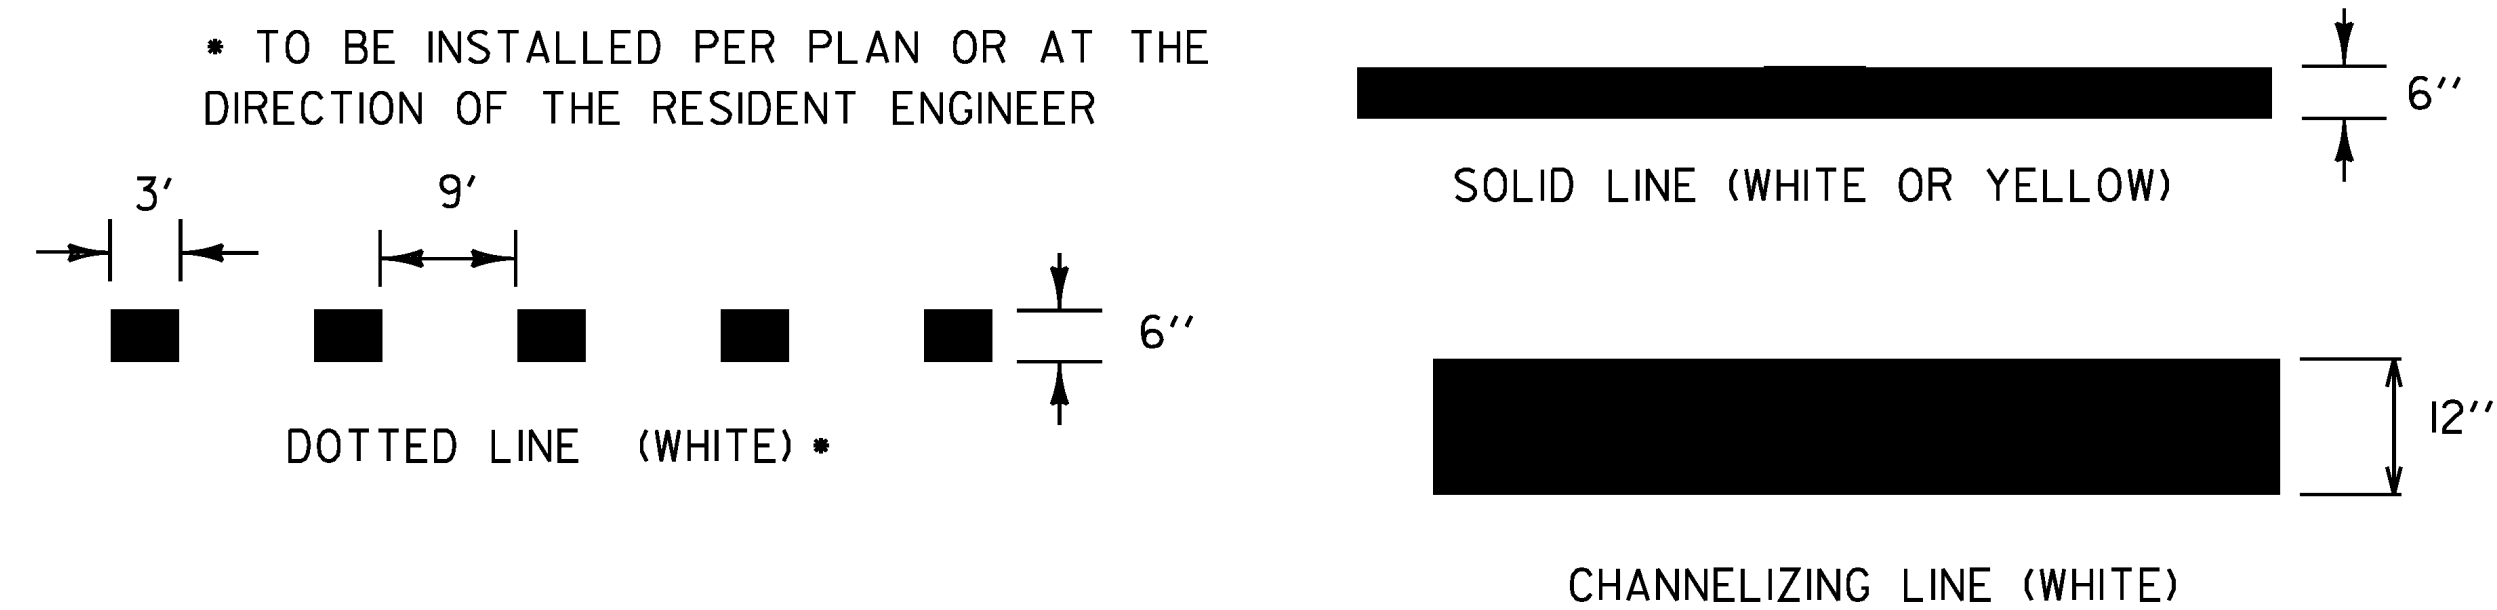 * TO BE INSTALLED PER PLAN OR AT THE
DIRECTION OF THE RESIDENT ENGINEER
3'
9'
6''
DOTTED LINE (WHITE)*
6''
SOLID LINE (WHITE OR YELLOW)
12''
CHANNELIZING LINE (WHITE)